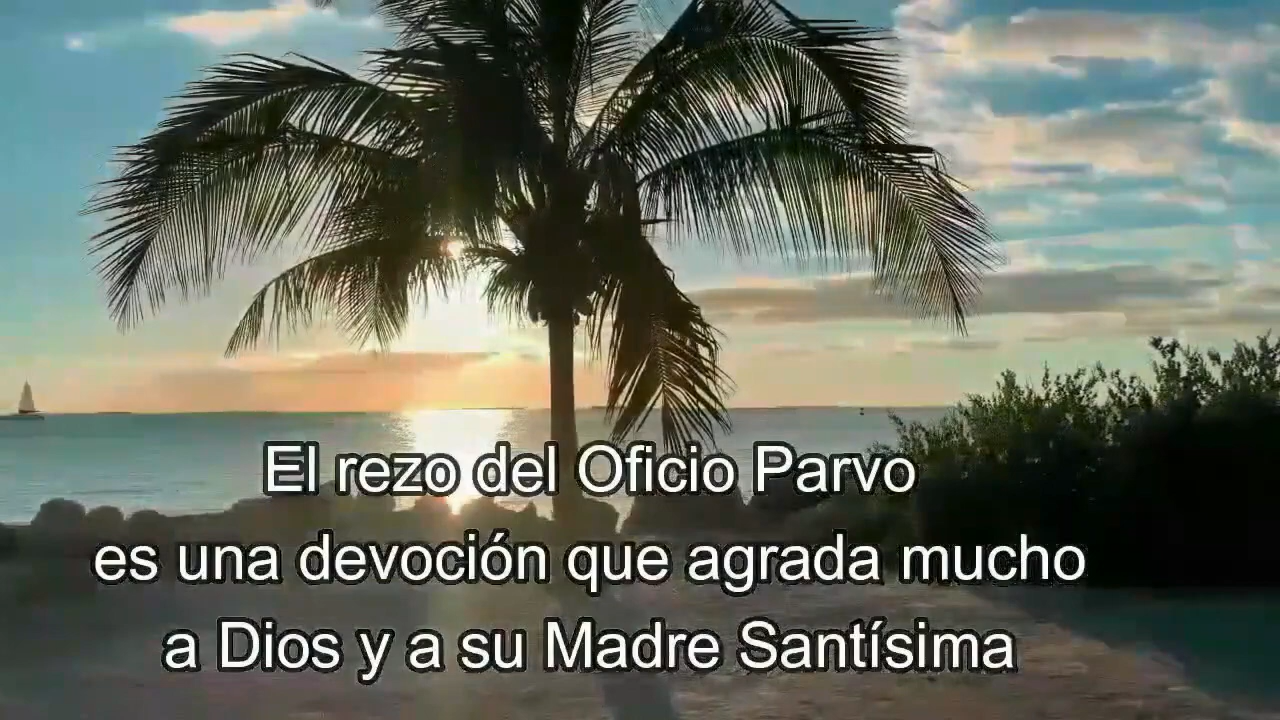 El rezo del Oficio Parvo
es una devoción que agrada mucho
a Dios y a su Madre Santísima